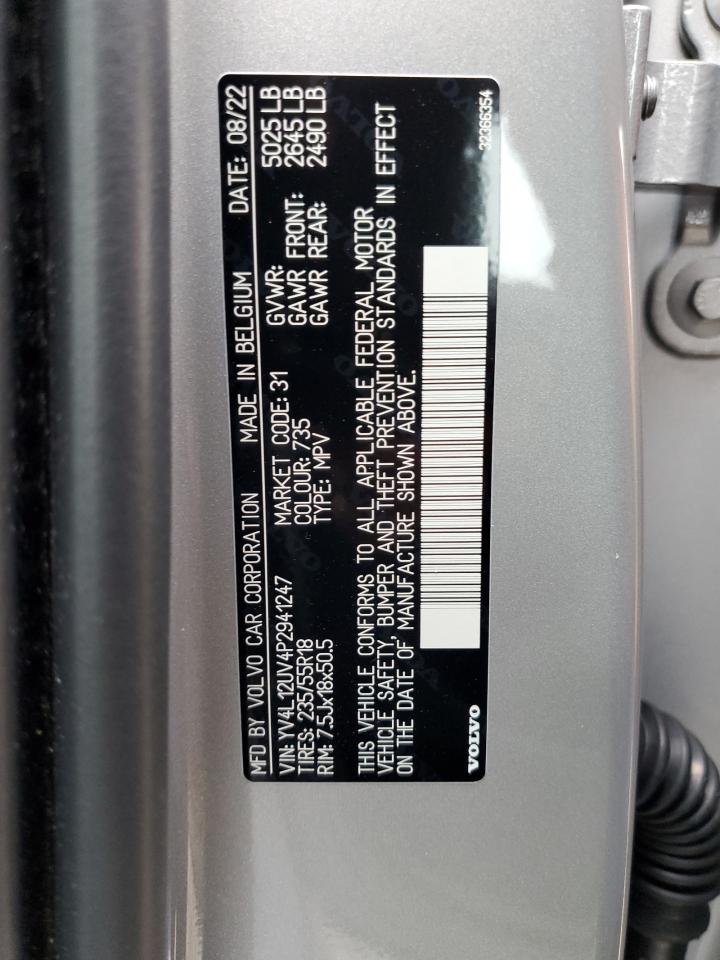 MFD BY VOLVO CAR CORPORATION MADE IN BELGIUM DATE: 08/22
VIN: YV4L12UV4P2941247 MARKET CODE: 31 GVWR: 5025 LB
TIRES: 235/55R18 COLOUR: 735 GAWR FRONT: 2645 LB
RIM: 7.5Jx18x50.5 TYPE: MPV GAWR REAR: 2490 LB
THIS VEHICLE CONFORMS TO ALL APPLICABLE FEDERAL MOTOR
VEHICLE SAFETY, BUMPER AND THEFT PREVENTION STANDARDS IN EFFECT
ON THE DATE OF MANUFACTURE SHOWN ABOVE.
VOLVO 32366354